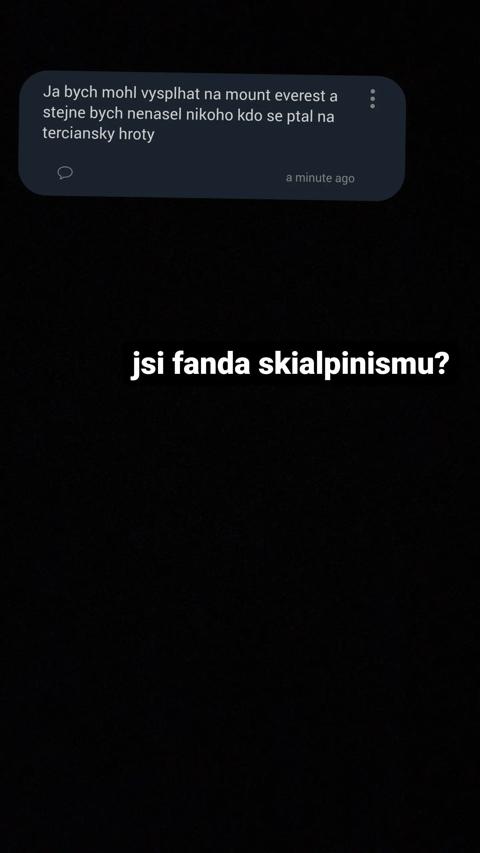 Ja bych mohl vysplhat na mount everest a
stejne bych nenasel nikoho kdo se ptal na
terciansky hroty
a minute ago
jsi fanda skialpinismu?